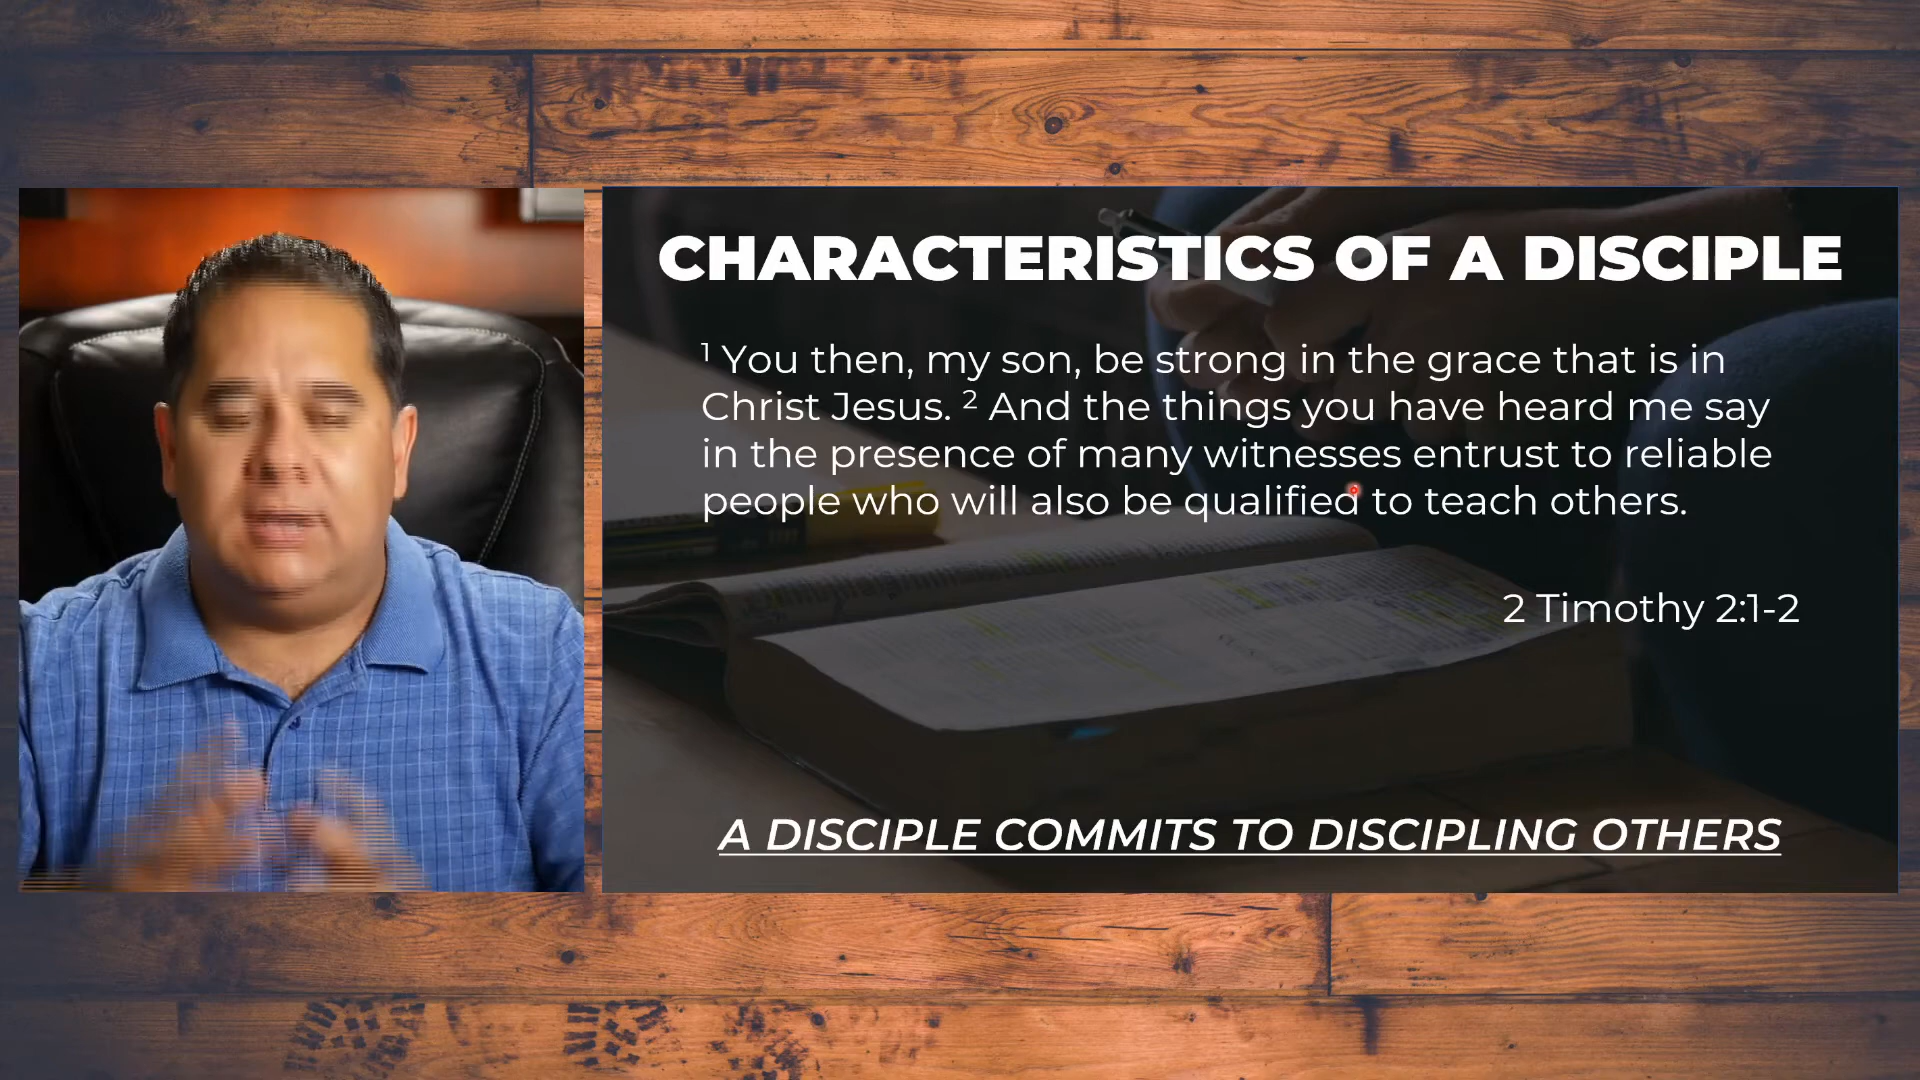 CHARACTERISTICS OF A DISCIPLE
¹ You then, my son, be strong in the grace that is in
Christ Jesus. ² And the things you have heard me say
in the presence of many witnesses entrust to reliable
people who will also be qualified to teach others.
2 Timothy 2:1-2
A DISCIPLE COMMITS TO DISCIPLING OTHERS